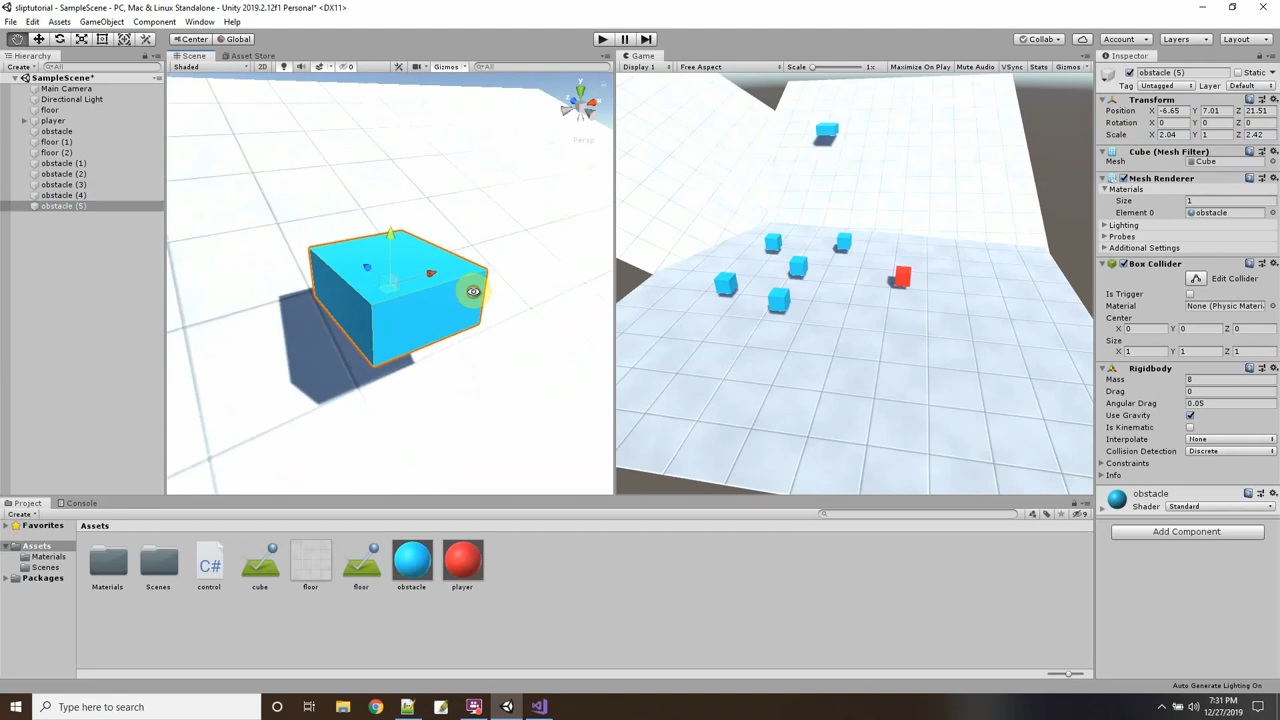 sliptutorial - SampleScene - PC, Mac & Linux Standalone - Unity 2019.2.12f1 Personal* <DX11>
File Edit Assets GameObject Component Window Help
Center Global Collab Account Layers Layout
Hierarchy
Create All
SampleScene*
Main Camera
Directional Light
floor
player
obstacle
floor (1)
floor (2)
obstacle (1)
obstacle (2)
obstacle (3)
obstacle (4)
obstacle (5)
Scene Asset Store
Shaded 2D 0 Gizmos All
y
Persp
Game
Display 1 Free Aspect Scale 1x Maximize On Play Mute Audio VSync Stats Gizmos
Inspector
obstacle (5) Static
Tag Untagged Layer Default
Transform
Position X -6.65 Y 7.01 Z 21.51
Rotation X 0 Y 0 Z 0
Scale X 2.04 Y 1 Z 2.42
Cube (Mesh Filter)
Mesh Cube
Mesh Renderer
Materials
Size 1
Element 0 obstacle
Lighting
Probes
Additional Settings
Box Collider
Edit Collider
Is Trigger
Material None (Physic Materi
Center
X 0 Y 0 Z 0
Size
X 1 Y 1 Z 1
Rigidbody
Mass 8
Drag 0
Angular Drag 0.05
Use Gravity
Is Kinematic
Interpolate None
Collision Detection Discrete
Constraints
Info
obstacle
Shader Standard
Add Component
Project Console
Create 9
Favorites
Assets
Materials
Scenes
Packages
Assets
C#
Materials Scenes control cube floor floor obstacle player
Auto Generate Lighting On
Type here to search
7:31 PM
12/27/2019